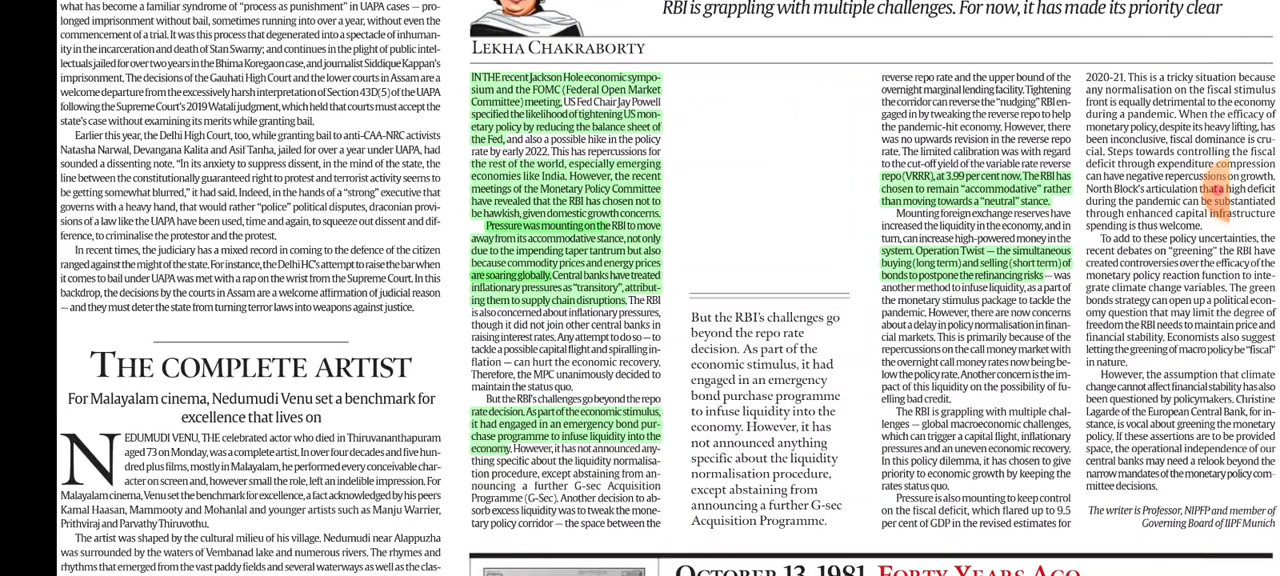 what has become a familiar syndrome of “process as punishment” in UAPA cases — pro-
longed imprisonment without bail, sometimes running into over a year, without even the
commencement of a trial. It was this process that degenerated into a spectacle of inhuman-
ity in the incarceration and death of Stan Swamy; and continues in the plight of public intel-
lectuals jailed for over two years in the Bhima Koregaon case, and journalist Siddique Kappan's
imprisonment. The decisions of the Gauhati High Court and the lower courts in Assam are a
welcome departure from the excessively harsh interpretation of Section 43D(5) of the UAPA
following the Supreme Court's 2019 Watali judgment, which held that courts must accept the
state's case without examining its merits while granting bail.
Earlier this year, the Delhi High Court, too, while granting bail to anti-CAA-NRC activists
Natasha Narwal, Devangana Kalita and Asif Tanha, jailed for over a year under UAPA, had
sounded a dissenting note. “In its anxiety to suppress dissent, in the mind of the state, the
line between the constitutionally guaranteed right to protest and terrorist activity seems to
be getting somewhat blurred,” it had said. Indeed, in the hands of a “strong” executive that
governs with a heavy hand, that would rather “police” political disputes, draconian provi-
sions of a law like the UAPA have been used, time and again, to squeeze out dissent and dif-
ference, to criminalise the protestor and the protest.
In recent times, the judiciary has a mixed record in coming to the defence of the citizen
ranged against the might of the state. For instance, the Delhi HC's attempt to raise the bar when
it comes to bail under UAPA was met with a rap on the wrist from the Supreme Court. In this
backdrop, the decisions by the courts in Assam are a welcome affirmation of judicial reason
— and they must deter the state from turning terror laws into weapons against justice.
THE COMPLETE ARTIST
For Malayalam cinema, Nedumudi Venu set a benchmark for
excellence that lives on
NEDUMUDI VENU, THE celebrated actor who died in Thiruvananthapuram
aged 73 on Monday, was a complete artist. In over four decades and five hun-
dred plus films, mostly in Malayalam, he performed every conceivable char-
acter on screen and, however small the role, left an indelible impression. For
Malayalam cinema, Venu set the benchmark for excellence, a fact acknowledged by his peers
Kamal Haasan, Mammooty and Mohanlal and younger artists such as Manju Warrier,
Prithviraj and Parvathy Thiruvothu.
The artist was shaped by the cultural milieu of his village. Nedumudi near Alappuzha
was surrounded by the waters of Vembanad lake and numerous rivers. The rhymes and
rhythms that emerged from the vast paddy fields and several waterways as well as the clas-
RBI is grappling with multiple challenges. For now, it has made its priority clear
LEKHA CHAKRABORTY
IN THE recent Jackson Hole economic sympo-
sium and the FOMC (Federal Open Market
Committee) meeting, US Fed Chair Jay Powell
specified the likelihood of tightening US mon-
etary policy by reducing the balance sheet of
the Fed, and also a possible hike in the policy
rate by early 2022. This has repercussions for
the rest of the world, especially emerging
economies like India. However, the recent
meetings of the Monetary Policy Committee
have revealed that the RBI has chosen not to
be hawkish, given domestic growth concerns.
Pressure was mounting on the RBI to move
away from its accommodative stance, not only
due to the impending taper tantrum but also
because commodity prices and energy prices
are soaring globally. Central banks have treated
inflationary pressures as “transitory”, attribut-
ing them to supply chain disruptions. The RBI
is also concerned about inflationary pressures,
though it did not join other central banks in
raising interest rates. Any attempt to do so — to
tackle a possible capital flight and spiralling in-
flation — can hurt the economic recovery.
Therefore, the MPC unanimously decided to
maintain the status quo.
But the RBI's challenges go beyond the repo
rate decision. As part of the economic stimulus,
it had engaged in an emergency bond pur-
chase programme to infuse liquidity into the
economy. However, it has not announced any-
thing specific about the liquidity normalisa-
tion procedure, except abstaining from an-
nouncing a further G-sec Acquisition
Programme (G-Sec). Another decision to ab-
sorb excess liquidity was to tweak the mone-
tary policy corridor — the space between the
But the RBI's challenges go
beyond the repo rate
decision. As part of the
economic stimulus, it had
engaged in an emergency
bond purchase programme
to infuse liquidity into the
economy. However, it has
not announced anything
specific about the liquidity
normalisation procedure,
except abstaining from
announcing a further G-sec
Acquisition Programme.
reverse repo rate and the upper bound of the
overnight marginal lending facility. Tightening
the corridor can reverse the “nudging” RBI en-
gaged in by tweaking the reverse repo to help
the pandemic-hit economy. However, there
was no upwards revision in the reverse repo
rate. The limited calibration was with regard
to the cut-off yield of the variable rate reverse
repo (VRRR), at 3.99 per cent now. The RBI has
chosen to remain “accommodative” rather
than moving towards a “neutral” stance.
Mounting foreign exchange reserves have
increased the liquidity in the economy, and in
turn, can increase high-powered money in the
system. Operation Twist — the simultaneous
buying (long term) and selling (short term) of
bonds to postpone the refinancing risks — was
another method to infuse liquidity, as a part of
the monetary stimulus package to tackle the
pandemic. However, there are now concerns
about a delay in policy normalisation in finan-
cial markets. This is primarily because of the
repercussions on the call money market with
the overnight call money rates now being be-
low the policy rate. Another concern is the im-
pact of this liquidity on the possibility of fu-
elling bad credit.
The RBI is grappling with multiple chal-
lenges — global macroeconomic challenges,
which can trigger a capital flight, inflationary
pressures and an uneven economic recovery.
In this policy dilemma, it has chosen to give
priority to economic growth by keeping the
rates status quo.
Pressure is also mounting to keep control
on the fiscal deficit, which flared up to 9.5
per cent of GDP in the revised estimates for
2020-21. This is a tricky situation because
any normalisation on the fiscal stimulus
front is equally detrimental to the economy
during a pandemic. When the efficacy of
monetary policy, despite its heavy lifting, has
been inconclusive, fiscal dominance is cru-
cial. Steps towards controlling the fiscal
deficit through expenditure compression
can have negative repercussions on growth.
North Block's articulation that a high deficit
during the pandemic can be substantiated
through enhanced capital infrastructure
spending is thus welcome.
To add to these policy uncertainties, the
recent debates on “greening” the RBI have
created controversies over the efficacy of the
monetary policy reaction function to inte-
grate climate change variables. The green
bonds strategy can open up a political econ-
omy question that may limit the degree of
freedom the RBI needs to maintain price and
financial stability. Economists also suggest
letting the greening of macro policy be “fiscal”
in nature.
However, the assumption that climate
change cannot affect financial stability has also
been questioned by policymakers. Christine
Lagarde of the European Central Bank, for in-
stance, is vocal about greening the monetary
policy. If these assertions are to be provided
space, the operational independence of our
central banks may need a relook beyond the
narrow mandates of the monetary policy com-
mittee decisions.
The writer is Professor, NIPFP and member of
Governing Board of IIPF Munich
OCTOBER 13, 1981, FORTY YEARS AGO